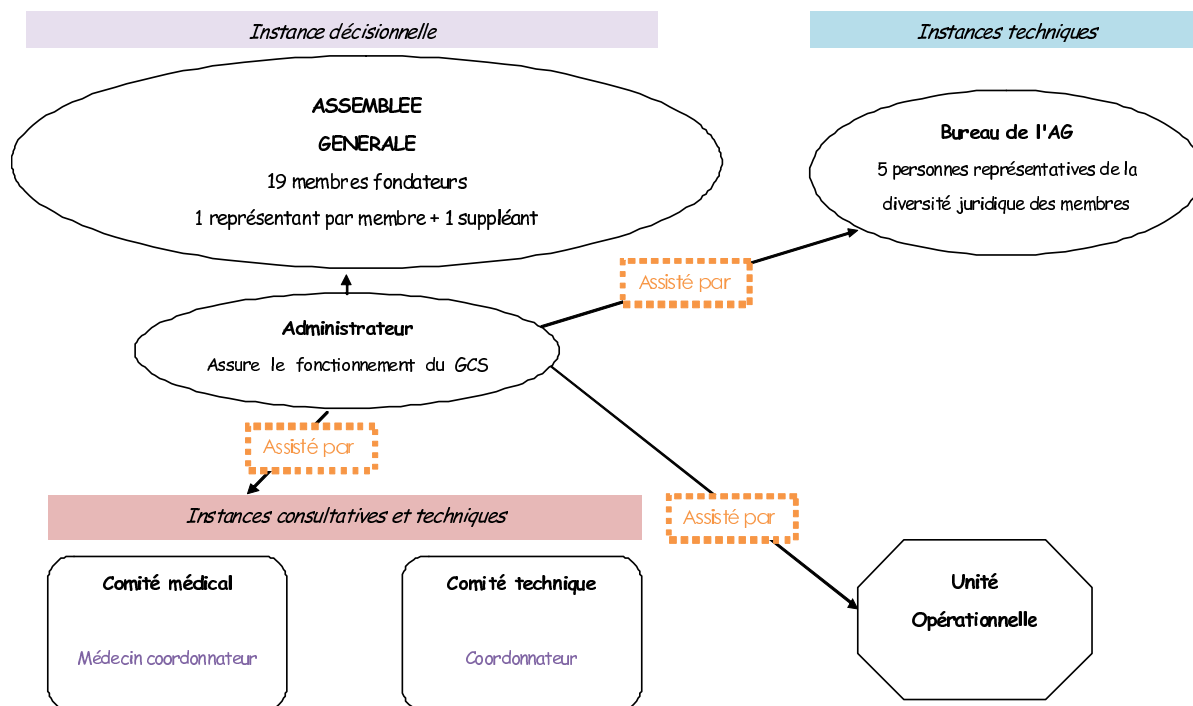 Instance décisionnelle
Instances techniques
ASSEMBLEE
GENERALE
19 membres fondateurs
1 représentant par membre + 1 suppléant
Bureau de l'AG
5 personnes représentatives de la
diversité juridique des membres
Assisté par
Administrateur
Assure le fonctionnement du GCS
Assisté par
Assisté par
Instances consultatives et techniques
Comité médical
Médecin coordonnateur
Comité technique
Coordonnateur
Unité
Opérationnelle